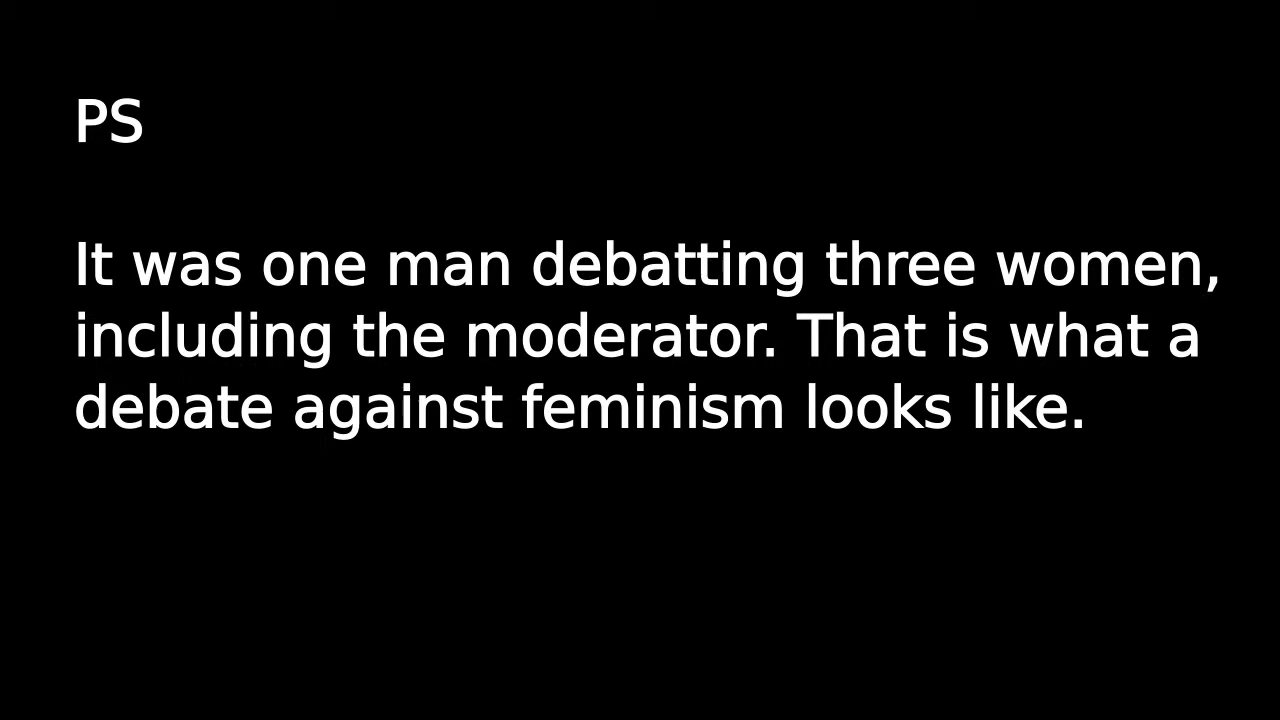 PS
It was one man debatting three women,
including the moderator. That is what a
debate against feminism looks like.